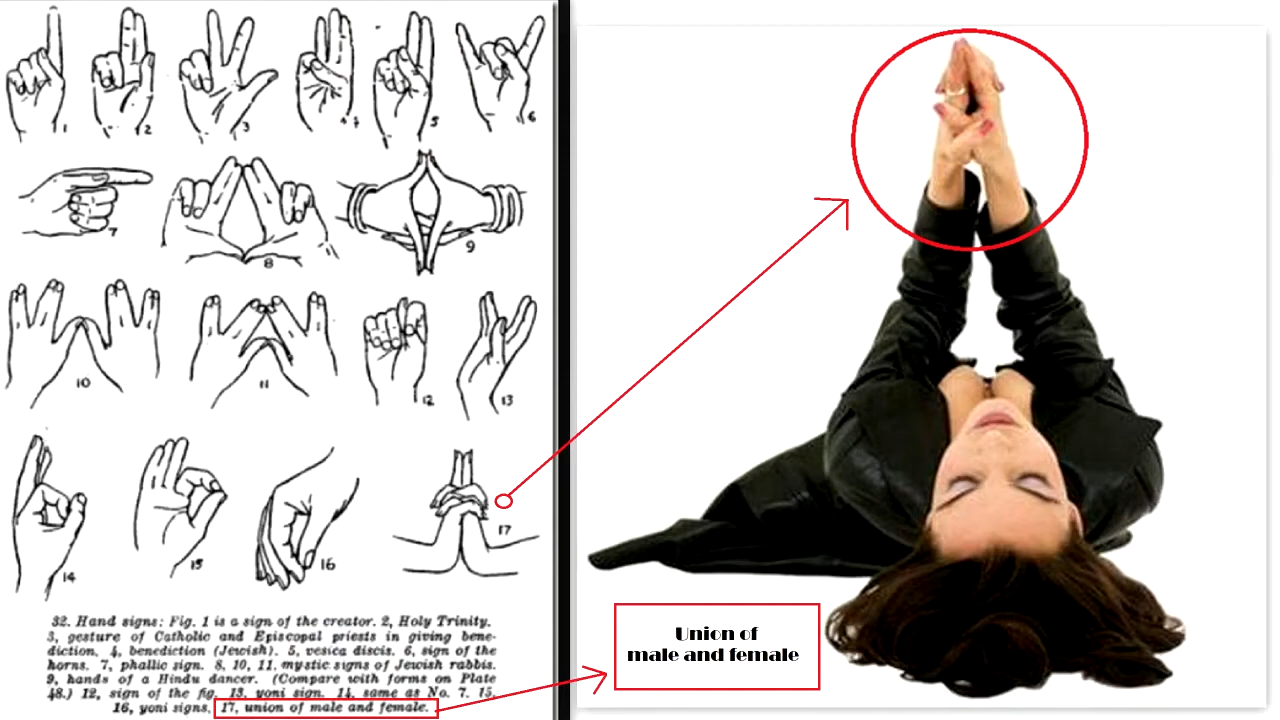 1
2
3
4
5
6
7
8
9
10
11
12
13
14
15
16
17
32. Hand signs: Fig. 1 is a sign of the creator. 2, Holy Trinity.
3, gesture of Catholic and Episcopal priests in giving bene-
diction. 4, benediction (Jewish). 5, vesica discis. 6, sign of the
horns. 7, phallic sign. 8, 10, 11, mystic signs of Jewish rabbis.
9, hands of a Hindu dancer. (Compare with forms on Plate
48.) 12, sign of the fig. 13, yoni sign. 14, same as No. 7. 15,
16, yoni signs. 17, union of male and female.
Union of
male and female